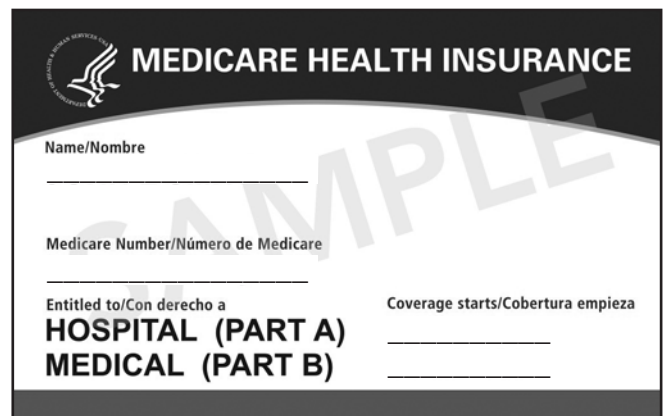 MEDICARE HEALTH INSURANCE
SAMPLE
Name/Nombre
Medicare Number/Número de Medicare
Entitled to/Con derecho a
HOSPITAL (PART A)
MEDICAL (PART B)
Coverage starts/Cobertura empieza